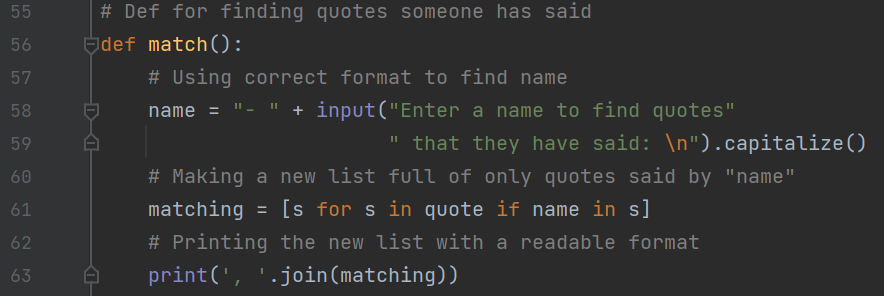 55 # Def for finding quotes someone has said
56 def match():
57     # Using correct format to find name
58     name = "- " + input("Enter a name to find quotes"
59                         " that they have said: \n").capitalize()
60     # Making a new list full of only quotes said by "name"
61     matching = [s for s in quote if name in s]
62     # Printing the new list with a readable format
63     print(', '.join(matching))